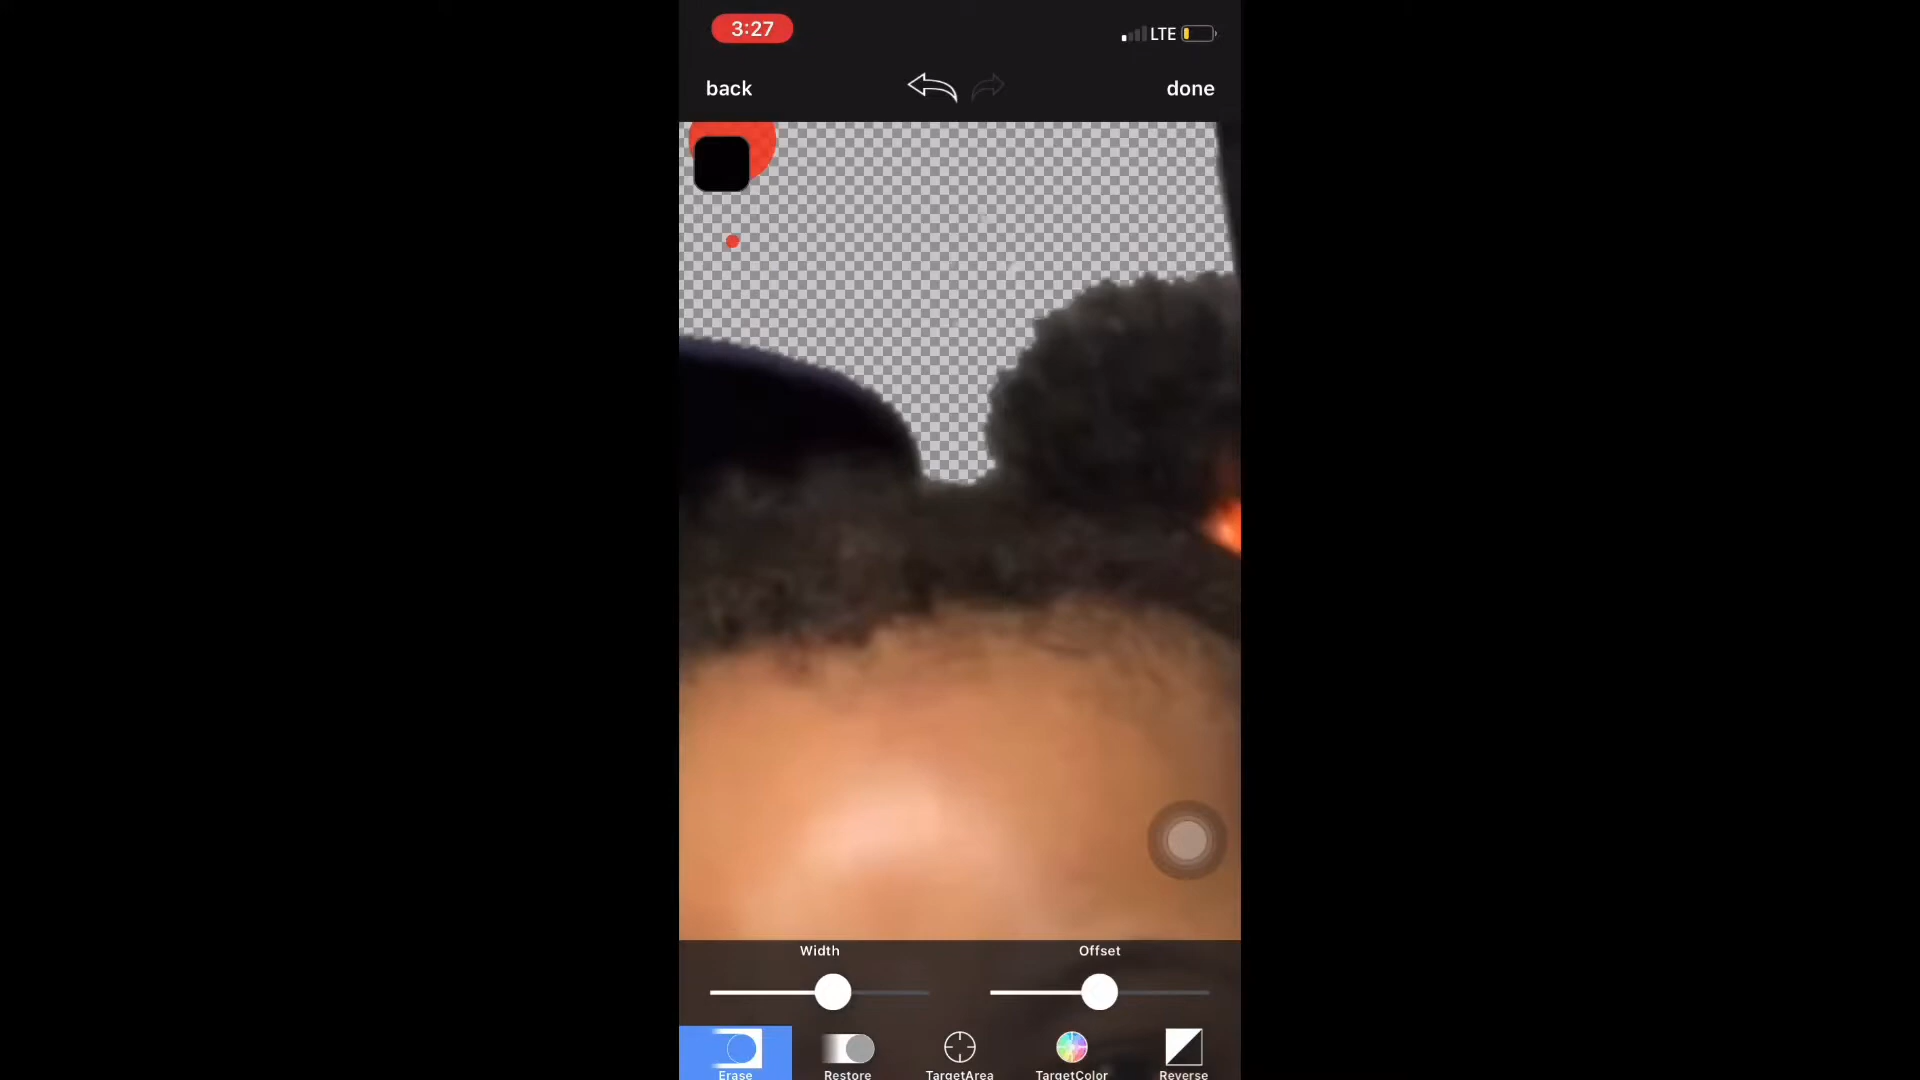 3:27
LTE
back
done
Width
Offset
Erase
Restore
TargetArea
TargetColor
Reverse